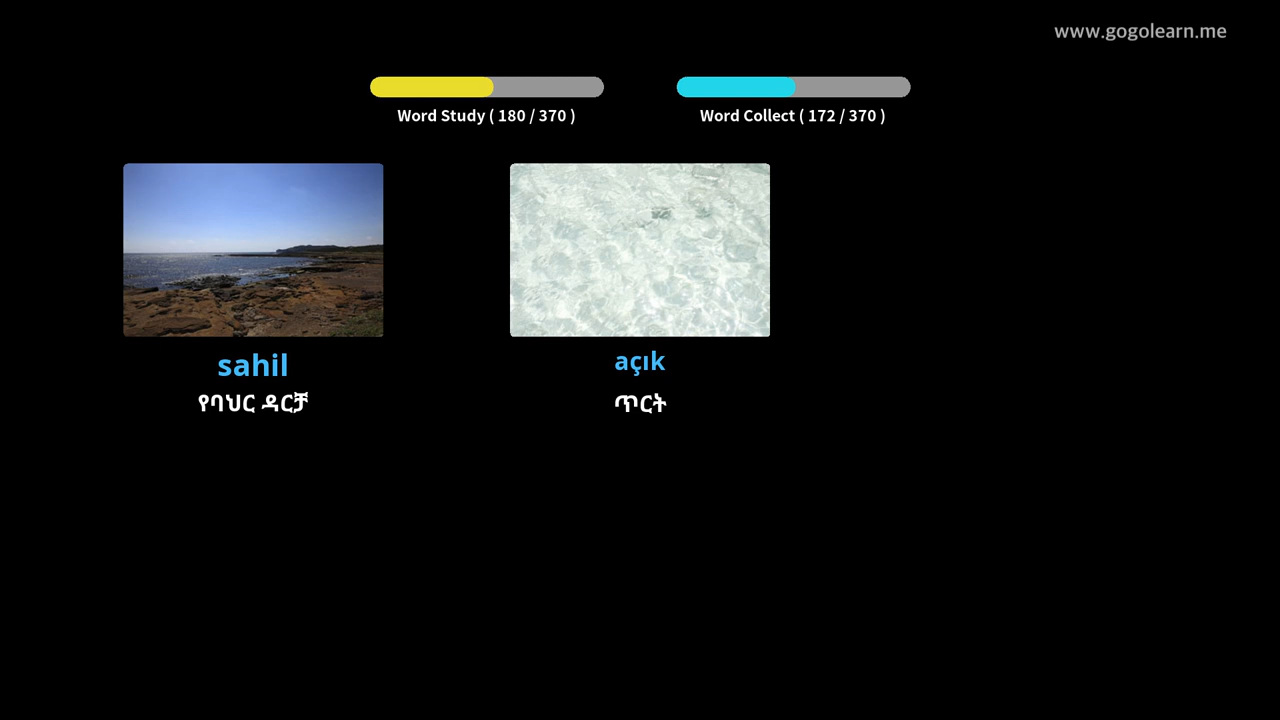 www.gogolearn.me
Word Study ( 180 / 370 )
Word Collect ( 172 / 370 )
sahil
የባህር ዳርቻ
açık
ጥርት